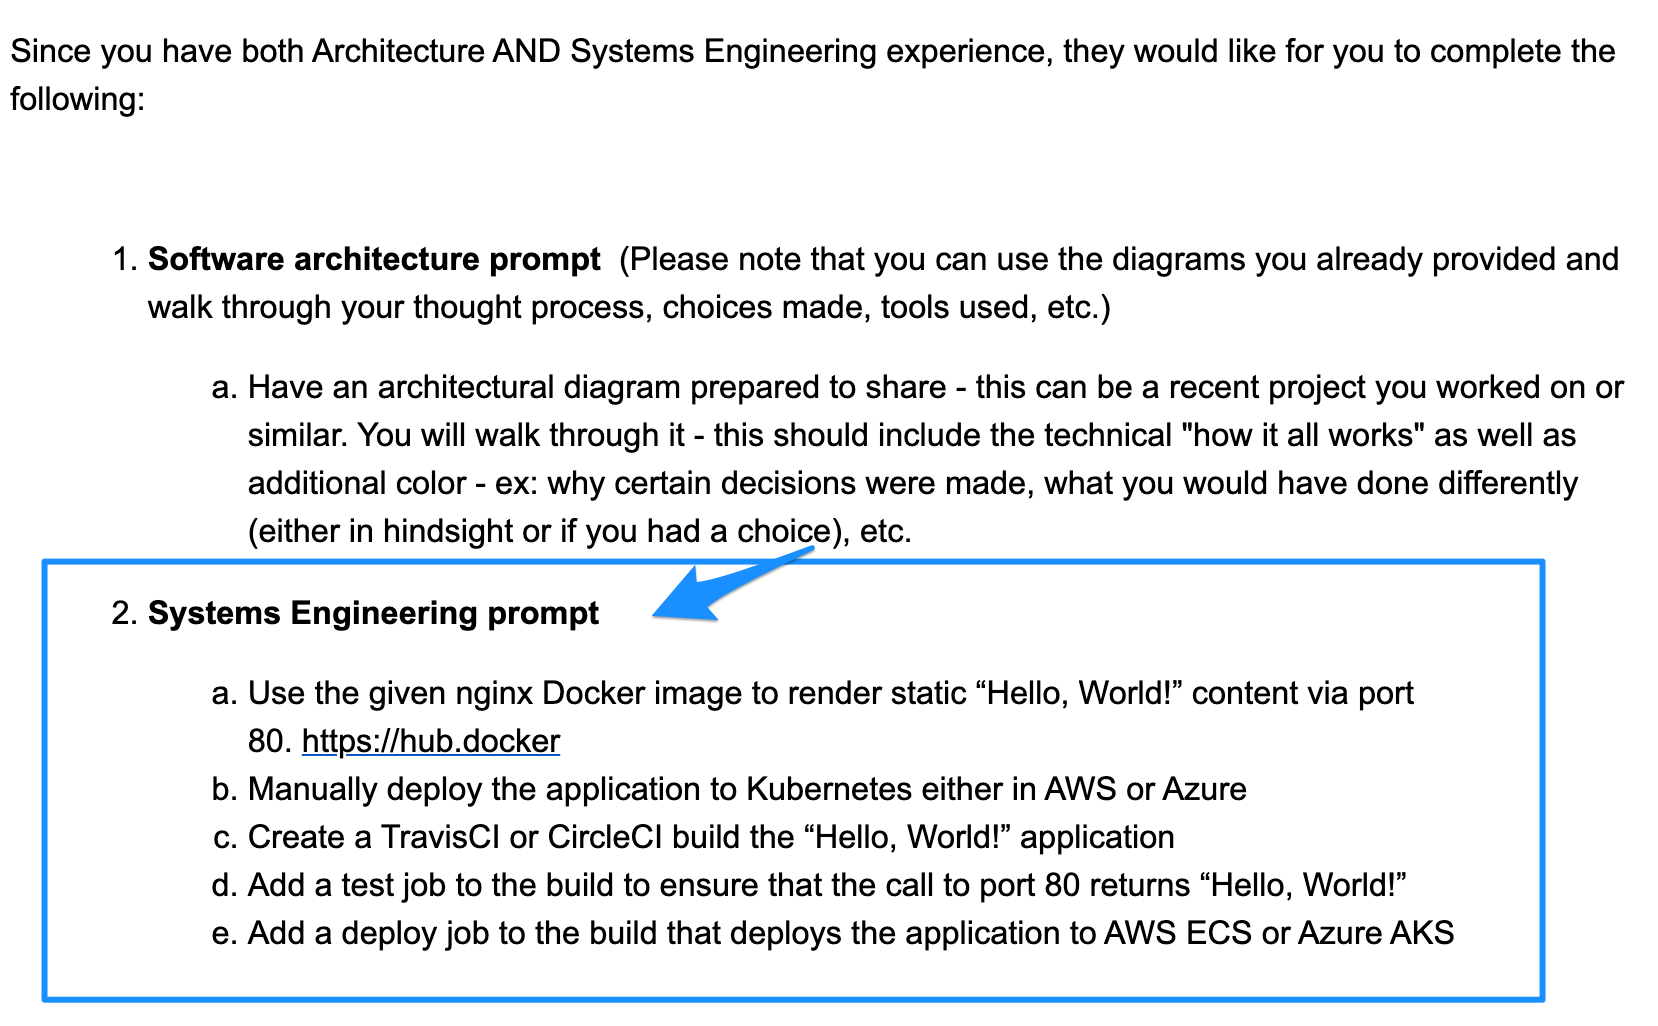 Since you have both Architecture AND Systems Engineering experience, they would like for you to complete the
following:
1. Software architecture prompt  (Please note that you can use the diagrams you already provided and
walk through your thought process, choices made, tools used, etc.)
a. Have an architectural diagram prepared to share - this can be a recent project you worked on or
similar. You will walk through it - this should include the technical "how it all works" as well as
additional color - ex: why certain decisions were made, what you would have done differently
(either in hindsight or if you had a choice), etc.
2. Systems Engineering prompt
a. Use the given nginx Docker image to render static “Hello, World!” content via port
80. https://hub.docker
b. Manually deploy the application to Kubernetes either in AWS or Azure
c. Create a TravisCI or CircleCI build the “Hello, World!” application
d. Add a test job to the build to ensure that the call to port 80 returns “Hello, World!”
e. Add a deploy job to the build that deploys the application to AWS ECS or Azure AKS